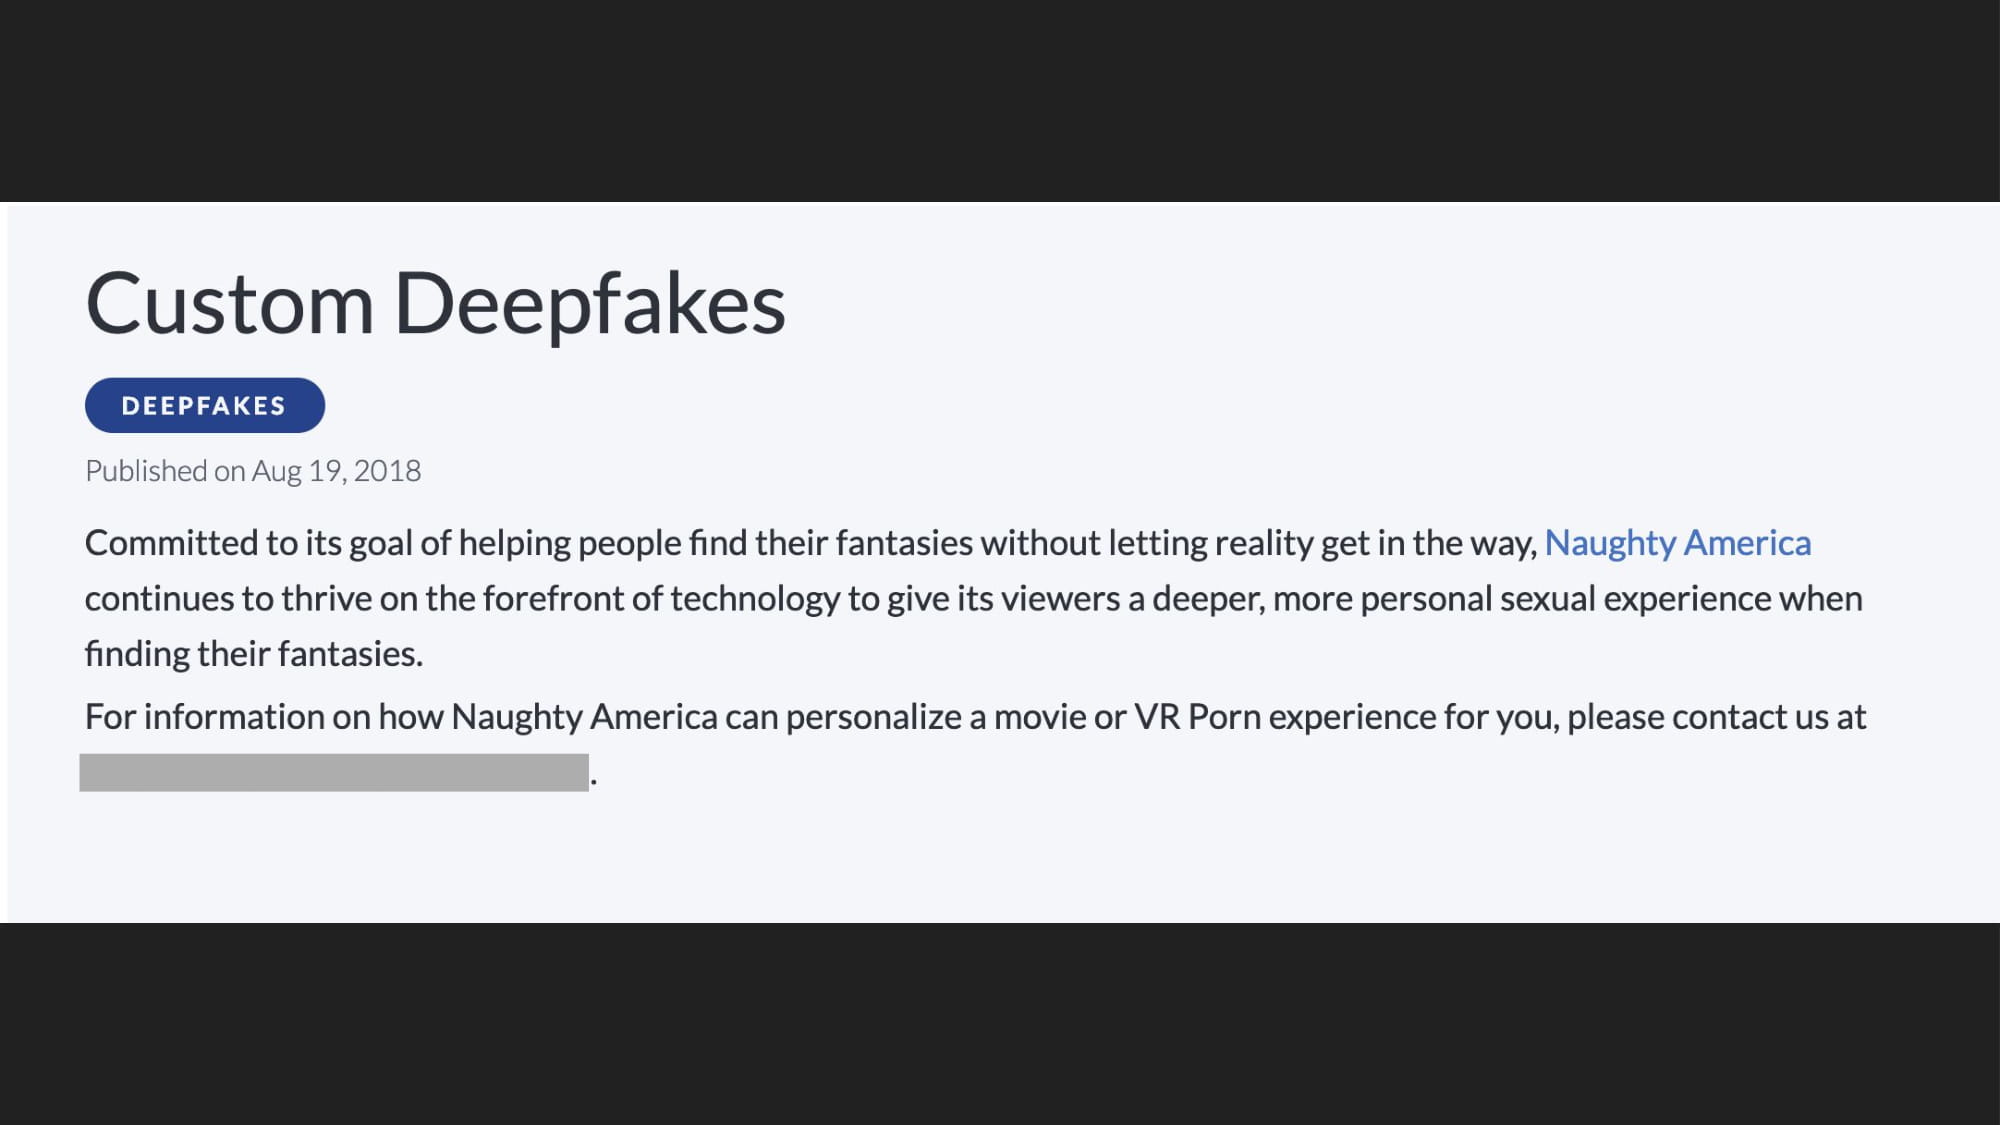 Custom Deepfakes
DEEPFAKES
Published on Aug 19, 2018
Committed to its goal of helping people find their fantasies without letting reality get in the way, Naughty America
continues to thrive on the forefront of technology to give its viewers a deeper, more personal sexual experience when
finding their fantasies.
For information on how Naughty America can personalize a movie or VR Porn experience for you, please contact us at
.